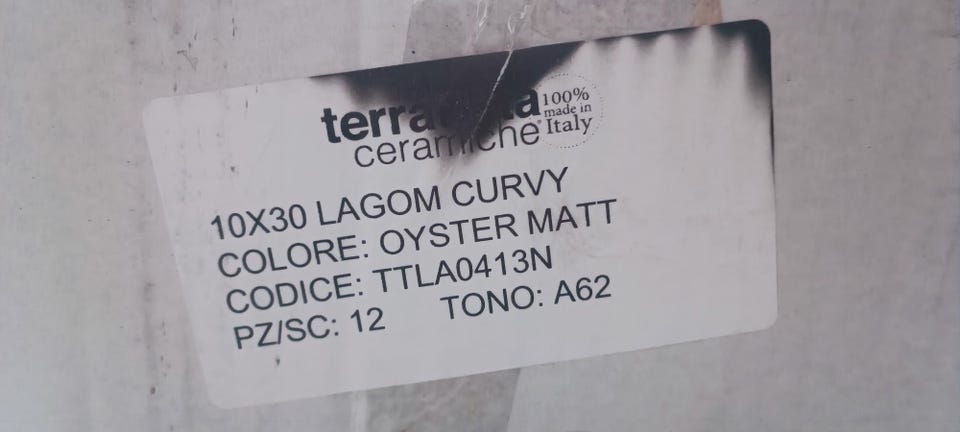 ceramiche
100%
made in
Italy
10X30 LAGOM CURVY
COLORE: OYSTER MATT
CODICE: TTLA0413N
PZ/SC: 12 TONO: A62